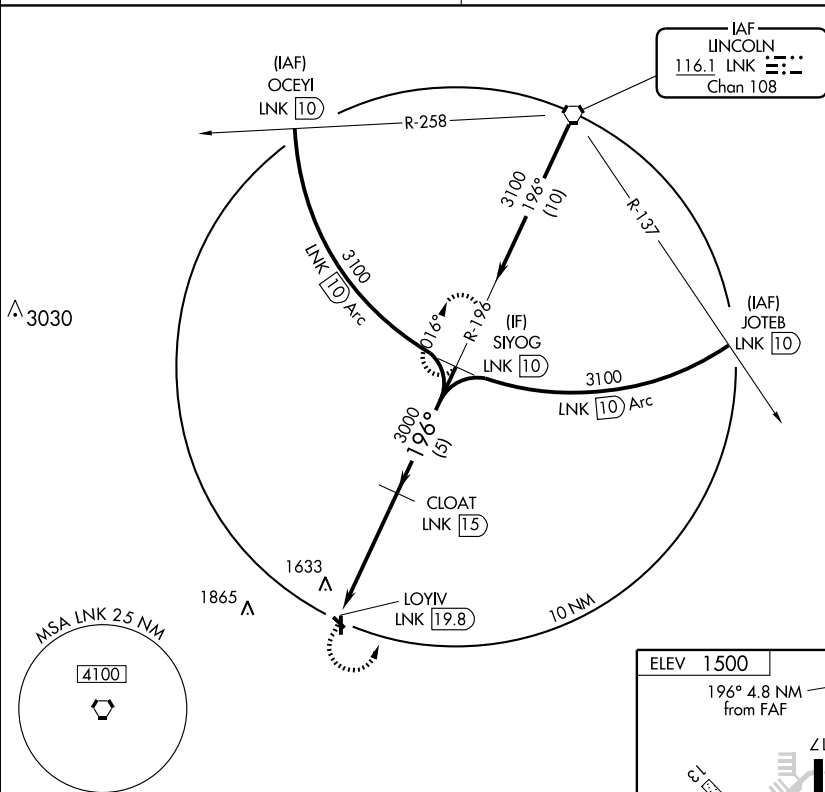 IAF
LINCOLN
116.1 LNK
Chan 108
(IAF)
OCEYI
LNK 10
R-258
3100
196°
(10)
R-137
3100
LNK 10 Arc
3030
016°
R-196
(IF)
SIYOG
LNK 10
(IAF)
JOTEB
LNK 10
3100
LNK 10 Arc
3000
196°
(5)
CLOAT
LNK 15
1633
1865
LOYIV
LNK 19.8
10 NM
MSA LNK 25 NM
4100
ELEV 1500
196° 4.8 NM
from FAF
17
13